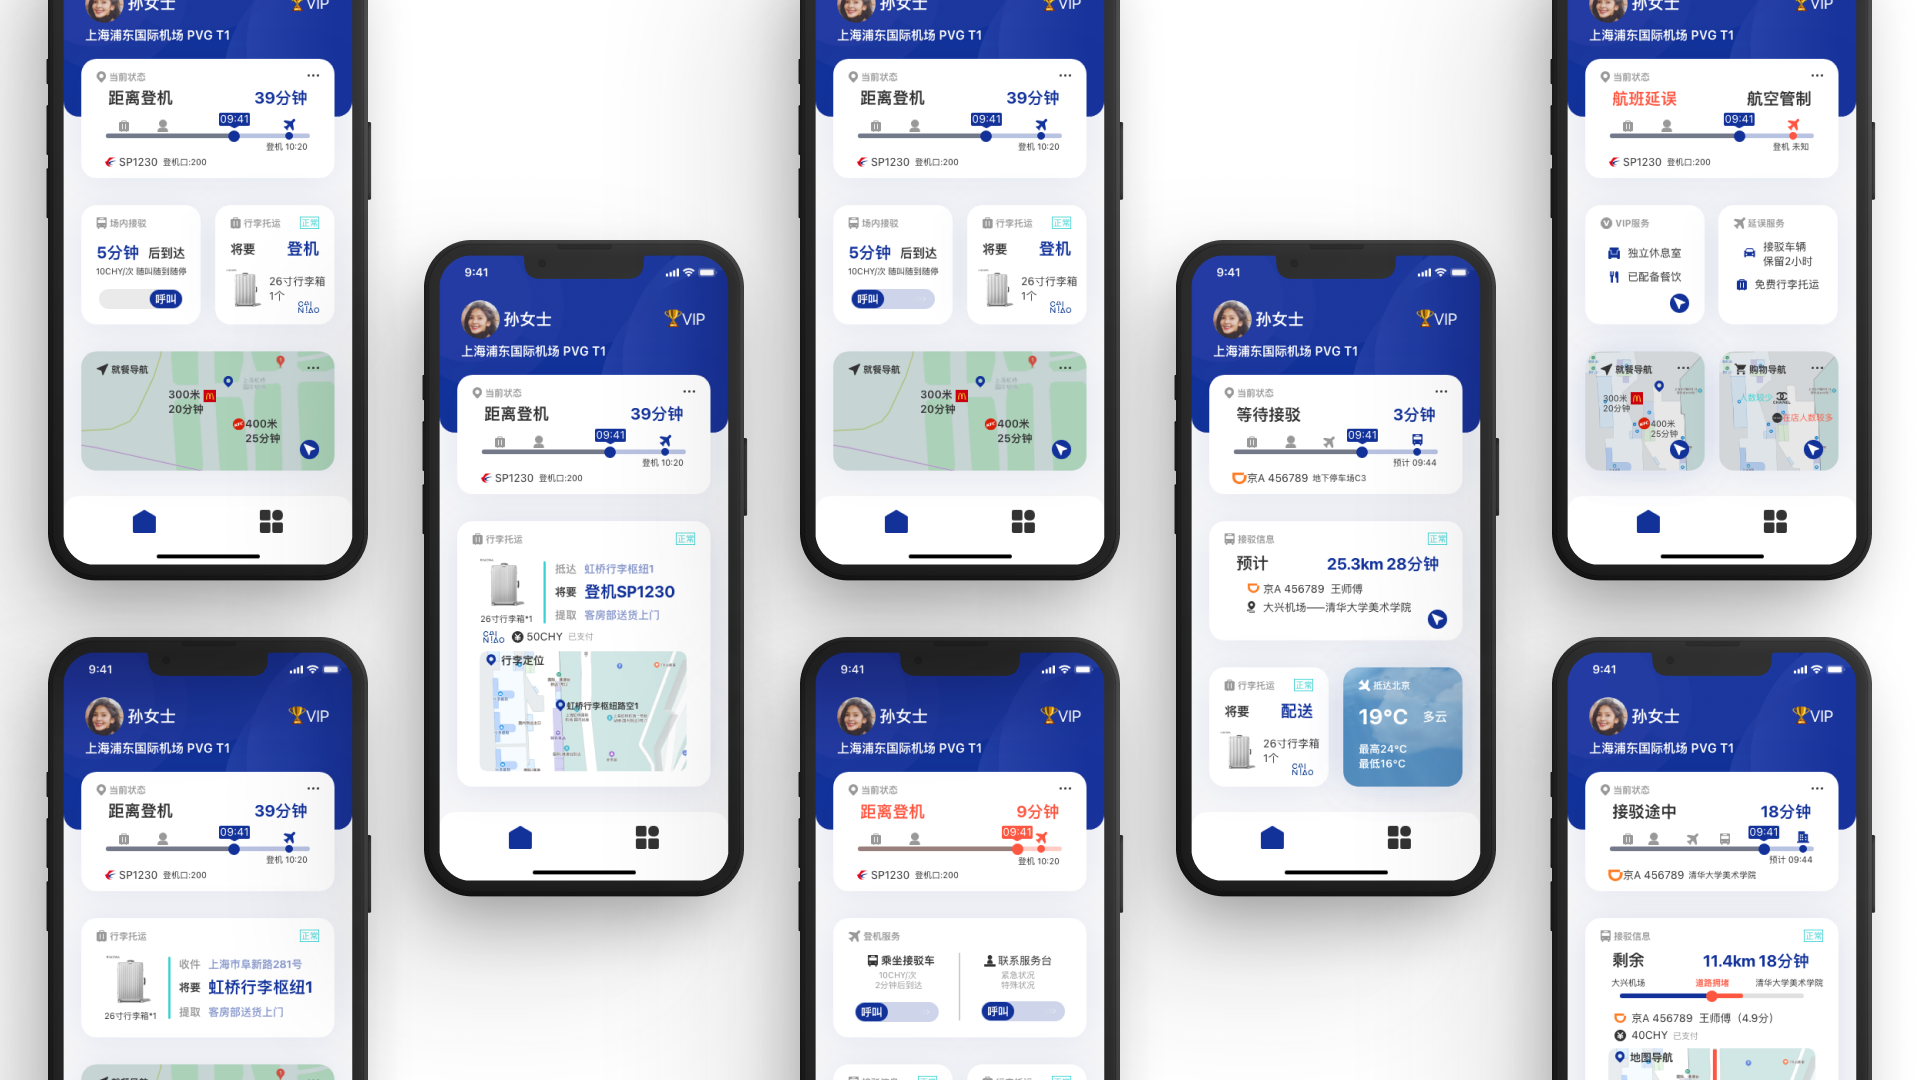 孙女士
VIP
上海浦东国际机场 PVG T1
当前状态
距离登机
39分钟
09:41
登机 10:20
SP1230 登机口:200
场内接驳
5分钟 后到达
10CHY/次 随叫随到随停
呼叫
行李托运
正常
将要
登机
26寸行李箱
1个
CAI
NIAO
就餐导航
300米
20分钟
400米
25分钟
9:41
孙女士
VIP
上海浦东国际机场 PVG T1
当前状态
距离登机
39分钟
09:41
登机 10:20
SP1230 登机口:200
行李托运
正常
收件 上海市阜新路281号
将要 虹桥行李枢纽1
提取 客房部送货上门
26寸行李箱*1
9:41
孙女士
VIP
上海浦东国际机场 PVG T1
当前状态
距离登机
39分钟
09:41
登机 10:20
SP1230 登机口:200
行李托运
正常
抵达 虹桥行李枢纽1
将要 登机SP1230
提取 客房部送货上门
26寸行李箱*1
CAI
NIAO
50CHY 已支付
行李定位
虹桥行李枢纽路空1
孙女士
VIP
上海浦东国际机场 PVG T1
当前状态
距离登机
39分钟
09:41
登机 10:20
SP1230 登机口:200
场内接驳
5分钟 后到达
10CHY/次 随叫随到随停
呼叫
行李托运
正常
将要
登机
26寸行李箱
1个
CAI
NIAO
就餐导航
300米
20分钟
400米
25分钟
9:41
孙女士
VIP
上海浦东国际机场 PVG T1
当前状态
距离登机
9分钟
09:41
登机 10:20
SP1230 登机口:200
登机服务
乘坐接驳车
10CHY/次
2分钟后到达
呼叫
联系服务台
紧急状况
特殊状况
呼叫
9:41
孙女士
VIP
上海浦东国际机场 PVG T1
当前状态
等待接驳
3分钟
09:41
预计 09:44
京A 456789 地下停车场C3
接驳信息
正常
预计
25.3km 28分钟
京A 456789 王师傅
大兴机场——清华大学美术学院
行李托运
正常
将要
配送
26寸行李箱
1个
CAI
NIAO
抵达北京
19°C 多云
最高24°C
最低16°C
孙女士
VIP
上海浦东国际机场 PVG T1
当前状态
航班延误
航空管制
09:41
登机 未知
SP1230 登机口:200
VIP服务
独立休息室
已配备餐饮
延误服务
接驳车辆
保留2小时
免费行李托运
就餐导航
300米
20分钟
400米
25分钟
购物导航
人数较少
CHANEL
在店人数较多
9:41
孙女士
VIP
上海浦东国际机场 PVG T1
当前状态
接驳途中
18分钟
09:41
预计 09:44
京A 456789 清华大学美术学院
接驳信息
正常
剩余
11.4km 18分钟
大兴机场
道路拥堵
清华大学美术学院
京A 456789 王师傅（4.9分）
40CHY 已支付
地图导航